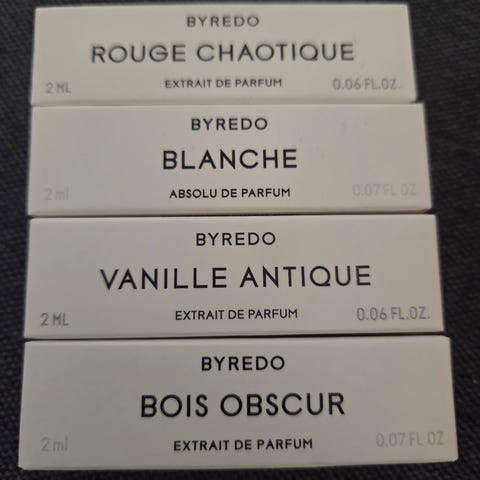 BYREDO
ROUGE CHAOTIQUE
2 ML EXTRAIT DE PARFUM 0.06 FL.OZ.
BYREDO
BLANCHE
2 ml ABSOLU DE PARFUM 0.07 FL OZ
BYREDO
VANILLE ANTIQUE
2 ML EXTRAIT DE PARFUM 0.06 FL.OZ.
BYREDO
BOIS OBSCUR
2 ml EXTRAIT DE PARFUM 0.07 FL OZ